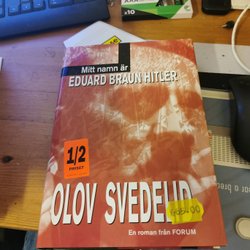 Mitt namn är
EDUARD BRAUN HITLER
1/2
PRISET
OLOV SVEDELID
En roman från FORUM